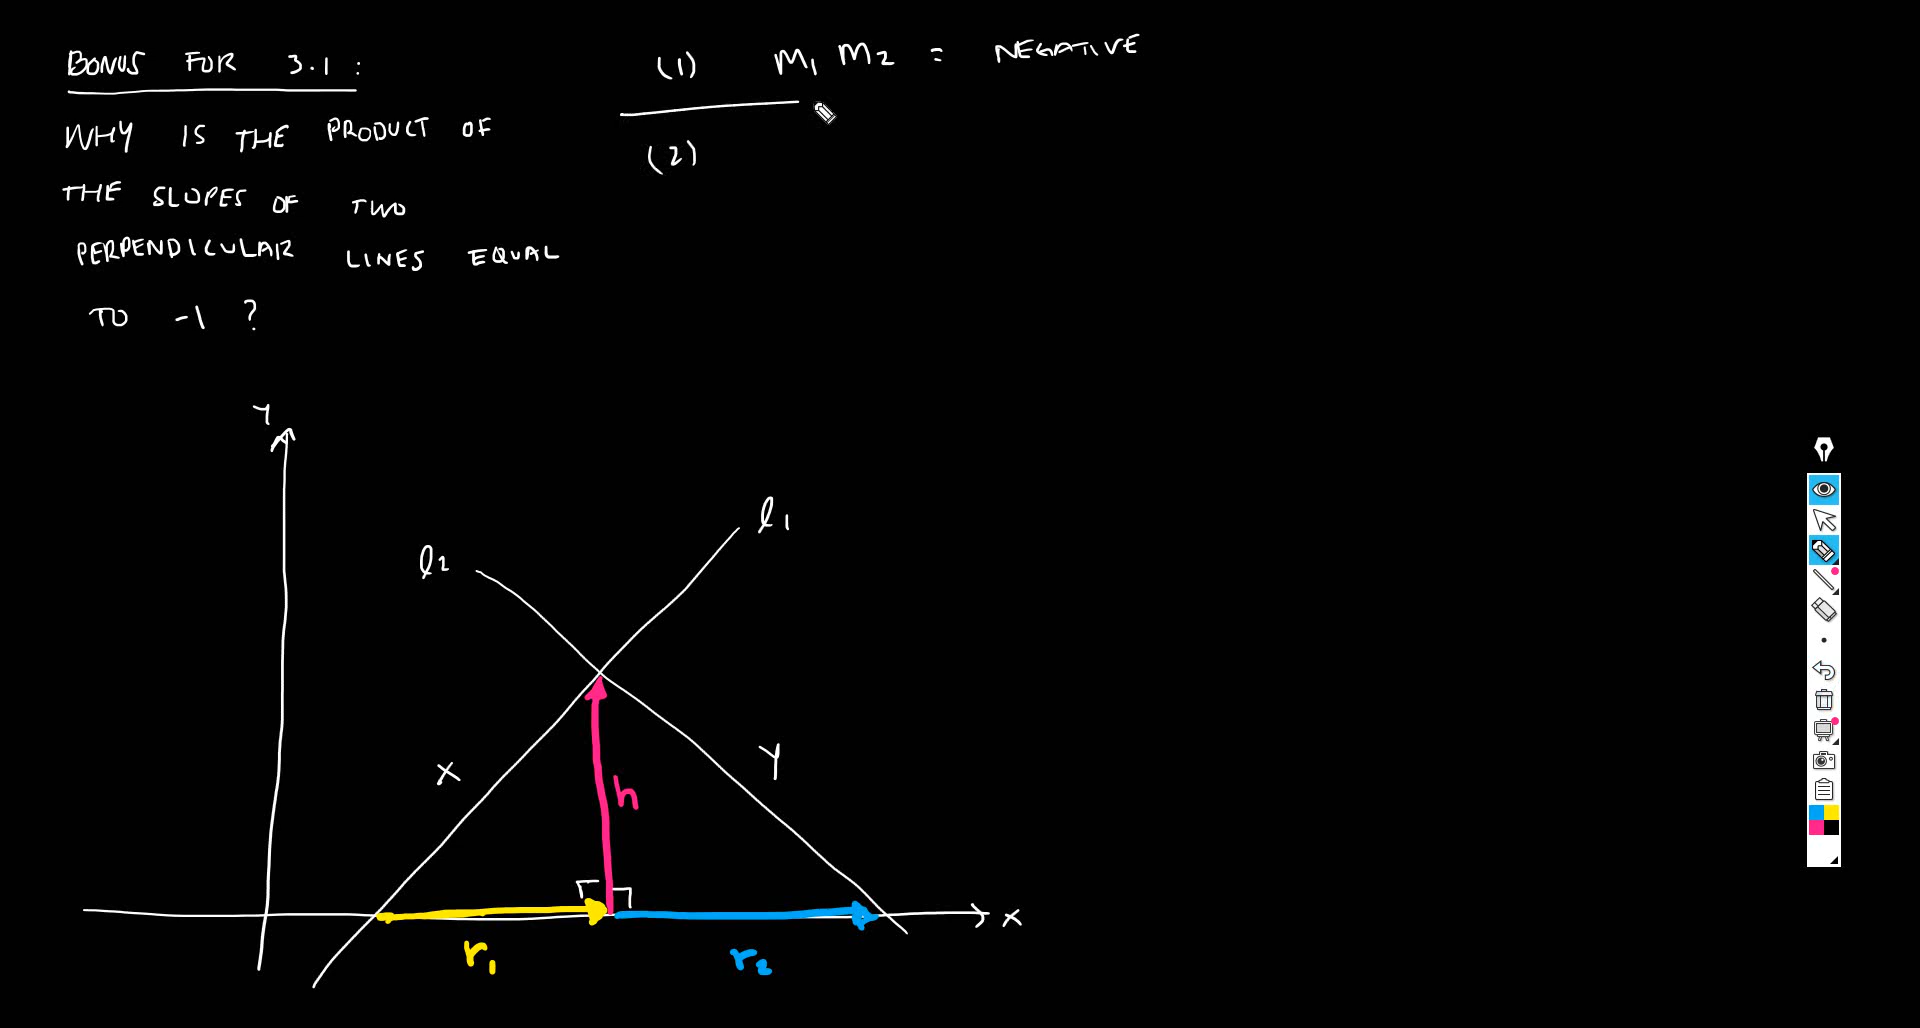 BONUS FOR 3.1 :
WHY IS THE PRODUCT OF
THE SLOPES OF TWO
PERPENDICULAR LINES EQUAL
TO -1 ?
(1) M1 M2 = NEGATIVE
(2)
Y
l1
l2
X
Y
h
X
r1
r2